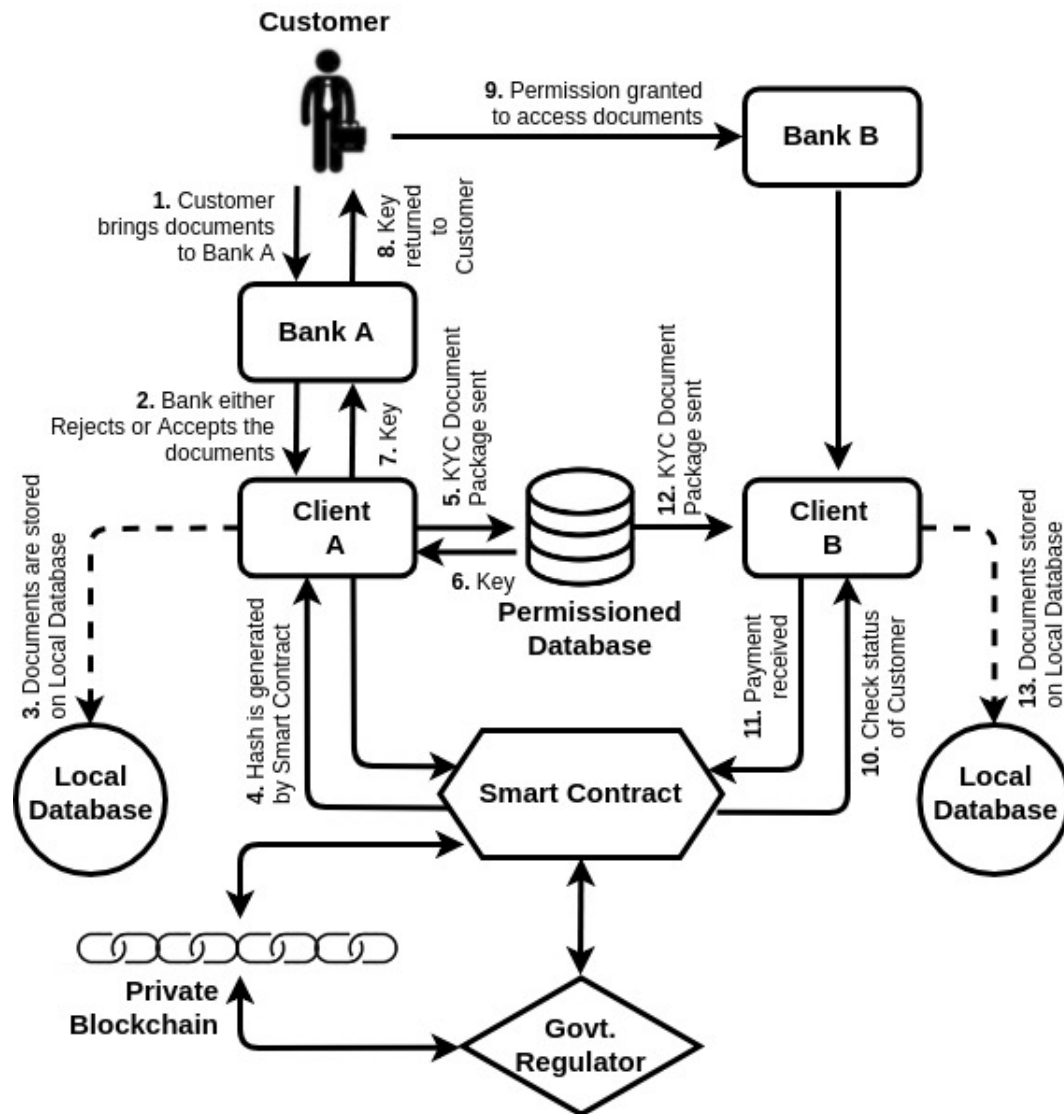 Customer
9. Permission granted
to access documents
Bank B
1. Customer
brings documents
to Bank A
8. Key
returned
to
Customer
Bank A
2. Bank either
Rejects or Accepts the
documents
7. Key
5. KYC Document
Package sent
12. KYC Document
Package sent
Client
A
6. Key
Permissioned
Database
Client
B
3. Documents are stored
on Local Database
4. Hash is generated
by Smart Contract
11. Payment
received
10. Check status
of Customer
13. Documents stored
on Local Database
Local
Database
Smart Contract
Local
Database
Private
Blockchain
Govt.
Regulator